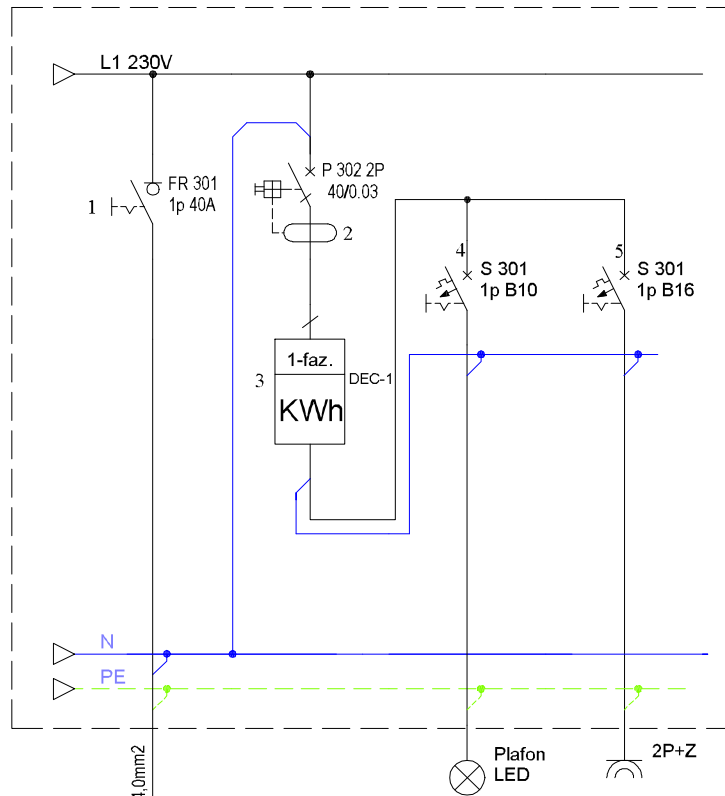 L1 230V
FR 301
1p 40A
1
P 302 2P
40/0.03
2
4
S 301
1p B10
5
S 301
1p B16
1-faz.
3
DEC-1
KWh
N
PE
4,0mm2
Plafon
LED
2P+Z